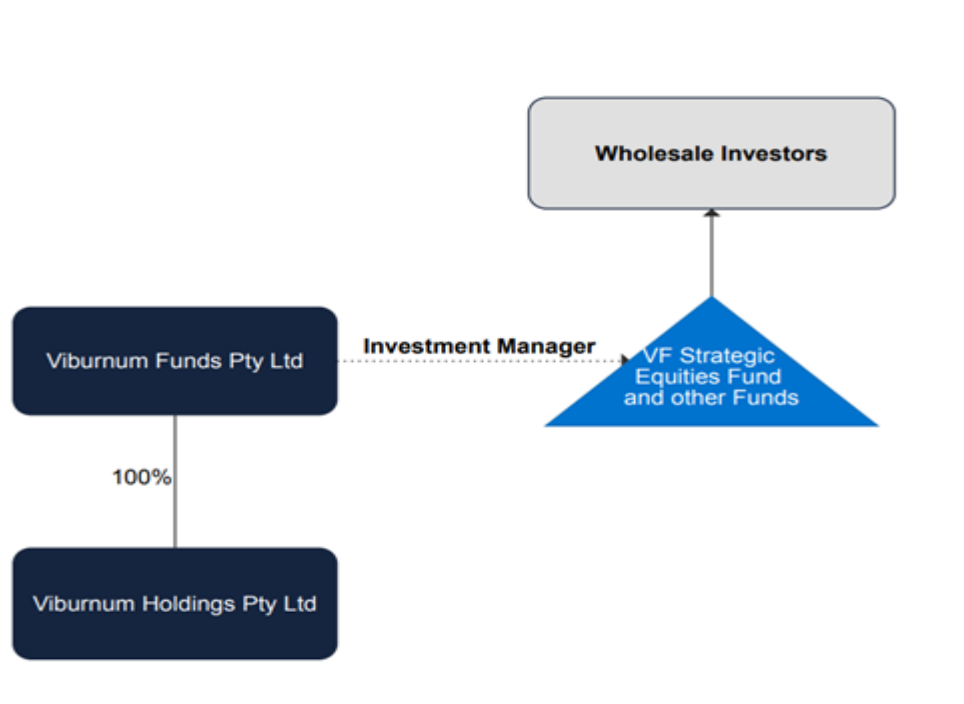 Wholesale Investors
Viburnum Funds Pty Ltd
Investment Manager
VF Strategic
Equities Fund
and other Funds
100%
Viburnum Holdings Pty Ltd